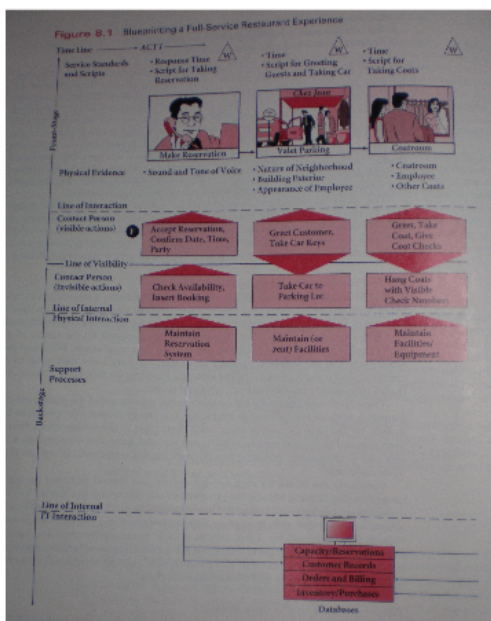 Figure 8.1 Blueprinting a Full-Service Restaurant Experience
Time Line
ACT I
Service Standards
and Scripts
• Response Time
• Script for Taking
Reservation
W
• Time
• Script for Greeting
Guests and Taking Car
W
• Time
• Script for
Taking Coats
W
Front-Stage
Chez Jean
Make Reservation
Valet Parking
Coatroom
Physical Evidence
• Sound and Tone of Voice
• Nature of Neighborhood
• Building Exterior
• Appearance of Employee
• Coatroom
• Employee
• Other Coats
Line of Interaction
Contact Person
(visible actions)
F
Accept Reservation,
Confirm Date, Time,
Party
Greet Customer,
Take Car Keys
Greet, Take
Coat, Give
Coat Checks
Line of Visibility
Contact Person
(Invisible actions)
Check Availability,
Insert Booking
Take Car to
Parking Lot
Hang Coats
with Visible
Check Numbers
Line of Internal
Physical Interaction
Maintain
Reservation
System
Maintain (or
rent) Facilities
Maintain
Facilities/
Equipment
Support
Processes
Backstage
Line of Internal
IT Interaction
Capacity/Reservations
Customer Records
Orders and Billing
Inventory/Purchases
Databases